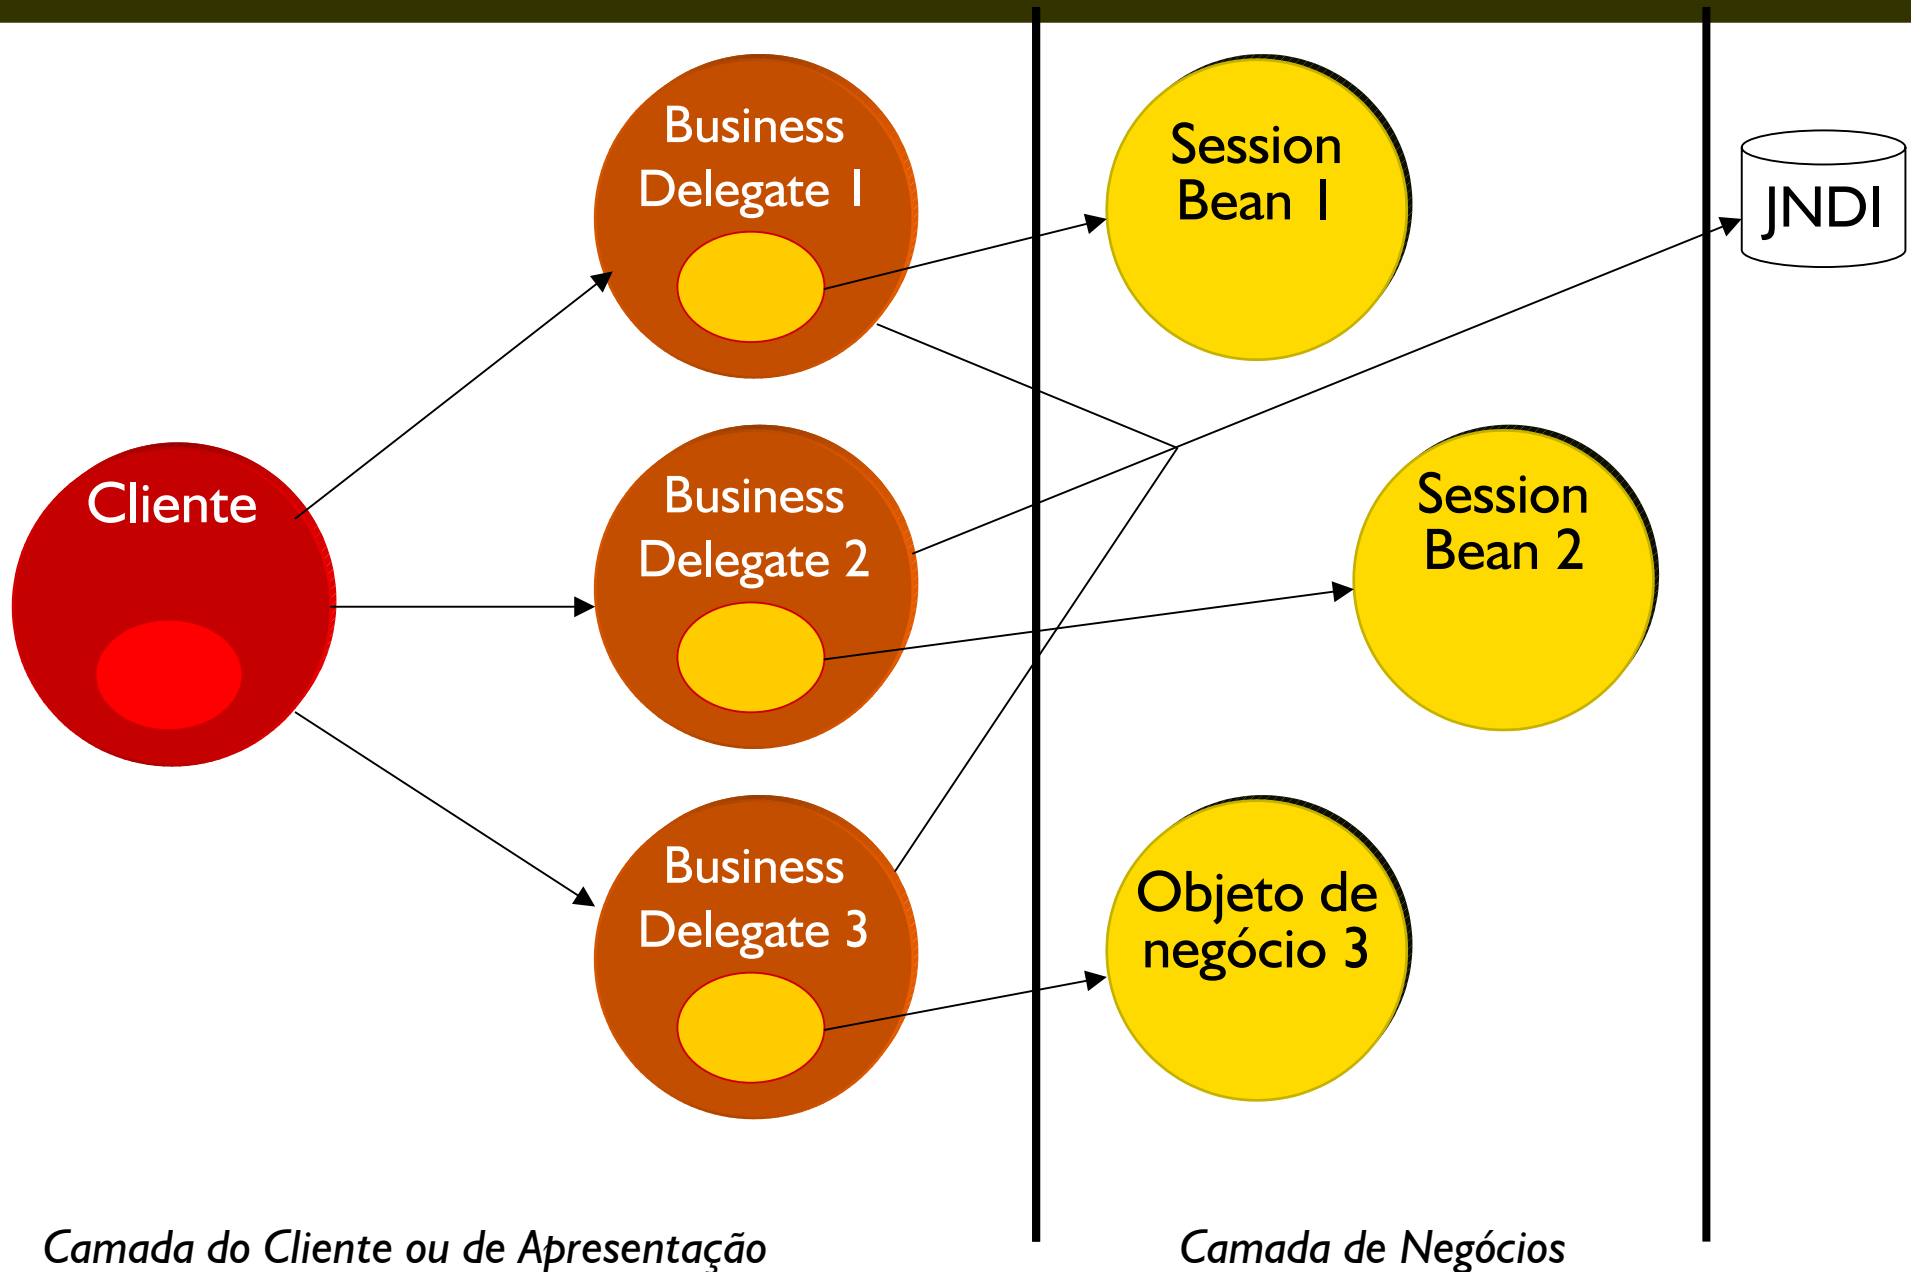 Business
Delegate 1
Session
Bean 1
JNDI
Cliente
Business
Delegate 2
Session
Bean 2
Business
Delegate 3
Objeto de
negócio 3
Camada do Cliente ou de Apresentação
Camada de Negócios